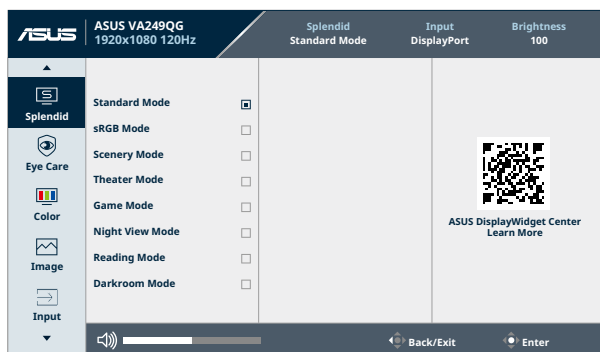 ASUS
ASUS VA249QG
1920x1080 120Hz
Splendid
Standard Mode
Input
DisplayPort
Brightness
100
Splendid
Eye Care
Color
Image
Input
Standard Mode
sRGB Mode
Scenery Mode
Theater Mode
Game Mode
Night View Mode
Reading Mode
Darkroom Mode
ASUS DisplayWidget Center
Learn More
Back/Exit
Enter